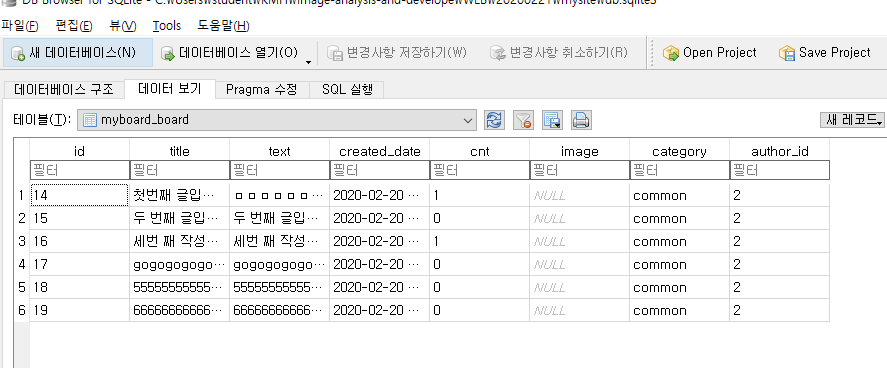 DB Browser for SQLite - C:\Users\student\KMH\image-analysis-and-develope\WEB\20200221\mysite\db.sqlite3
파일(F) 편집(E) 뷰(V) Tools 도움말(H)
새 데이터베이스(N) 데이터베이스 열기(O) 변경사항 저장하기(W) 변경사항 취소하기(R) Open Project Save Project
데이터베이스 구조 데이터 보기 Pragma 수정 SQL 실행
테이블(T): myboard_board 새 레코드
id title text created_date cnt image category author_id
필터 필터 필터 필터 필터 필터 필터 필터
1 14 첫번째 글입… ㅁㅁㅁㅁㅁㅁ… 2020-02-20 … 1 NULL common 2
2 15 두 번째 글입… 두 번째 글입… 2020-02-20 … 0 NULL common 2
3 16 세번 째 작성… 세번 째 작성… 2020-02-20 … 1 NULL common 2
4 17 gogogogogo… gogogogogo… 2020-02-20 … 0 NULL common 2
5 18 55555555555… 55555555555… 2020-02-20 … 0 NULL common 2
6 19 66666666666… 66666666666… 2020-02-20 … 0 NULL common 2